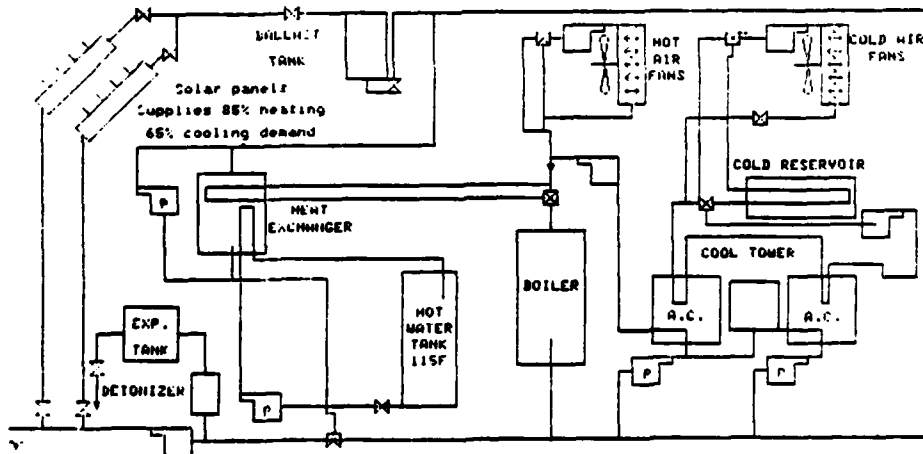 BALLAST
TANK
Solar panels
Supplies 85% heating
65% cooling demand
HOT
AIR
FANS
COLD AIR
FANS
COLD RESERVOIR
P
HEAT
EXCHANGER
COOL TOWER
BOILER
A.C.
A.C.
EXP.
TANK
HOT
WATER
TANK
115F
DETONIZER
P
P
P